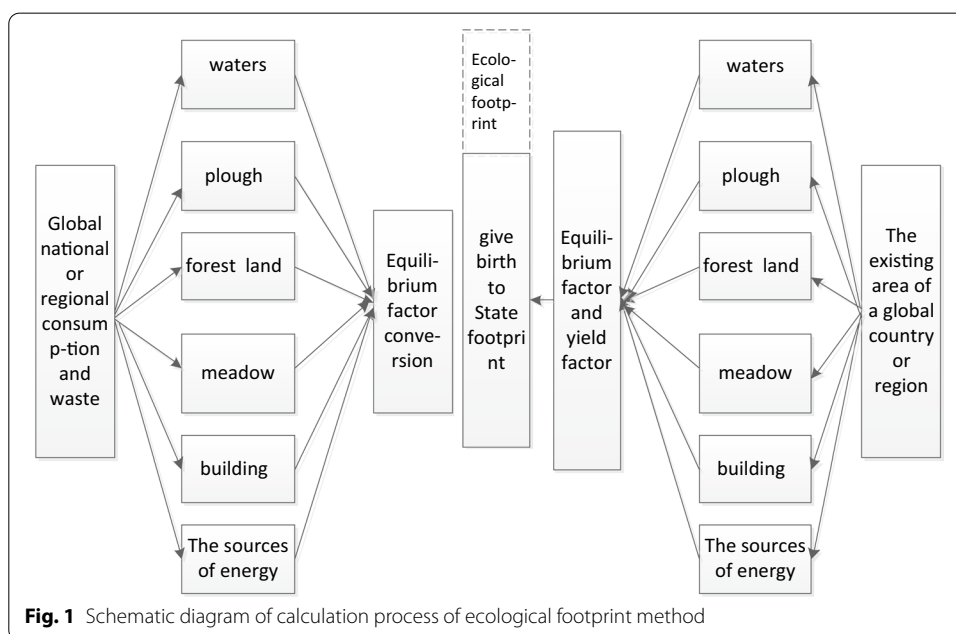 waters
plough
forest land
meadow
building
The sources
of energy
Global
national
or
regional
consum
p-tion
and
waste
Equili-
brium
factor
conve-
rsion
Ecolo-
gical
footp-
rint
give
birth
to
State
footpri
nt
Equili-
brium
factor
and
yield
factor
waters
plough
forest land
meadow
building
The sources
of energy
The
existing
area of
a global
country
or
region
Fig. 1 Schematic diagram of calculation process of ecological footprint method